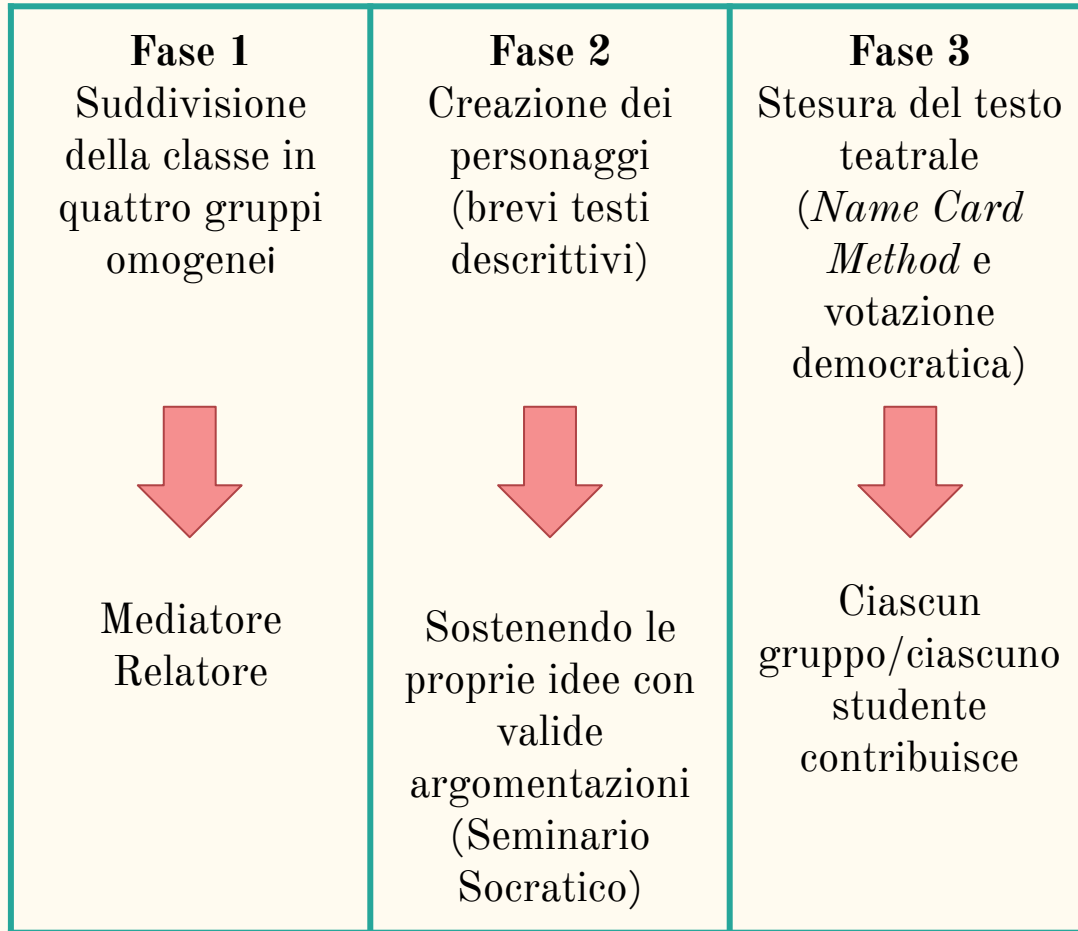 Fase 1
Suddivisione
della classe in
quattro gruppi
omogenei
Mediatore
Relatore
Fase 2
Creazione dei
personaggi
(brevi testi
descrittivi)
Sostenendo le
proprie idee con
valide
argomentazioni
(Seminario
Socratico)
Fase 3
Stesura del testo
teatrale
(Name Card
Method e
votazione
democratica)
Ciascun
gruppo/ciascuno
studente
contribuisce